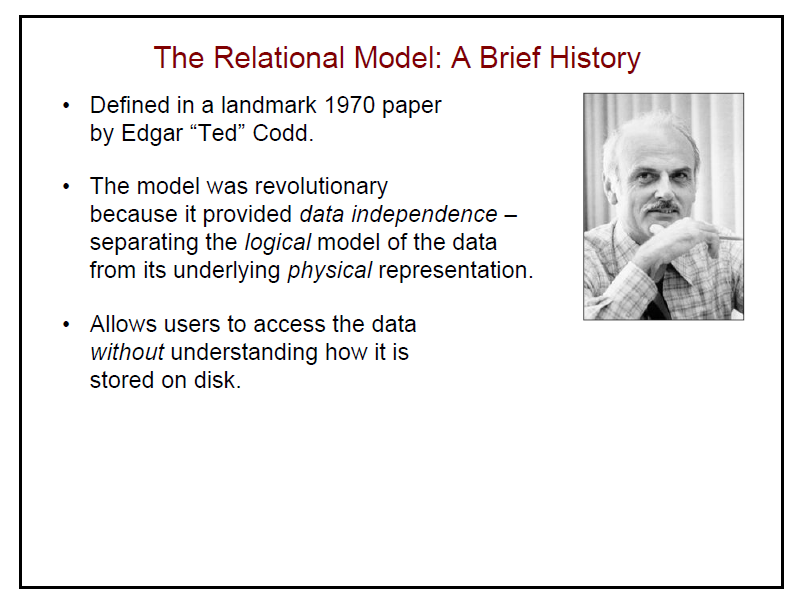 The Relational Model: A Brief History
• Defined in a landmark 1970 paper
by Edgar “Ted” Codd.
• The model was revolutionary
because it provided data independence –
separating the logical model of the data
from its underlying physical representation.
• Allows users to access the data
without understanding how it is
stored on disk.